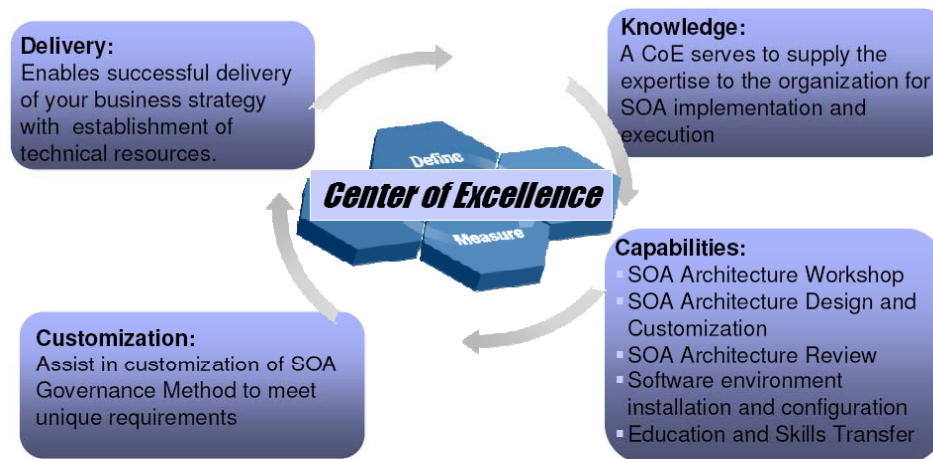 Delivery:
Enables successful delivery
of your business strategy
with establishment of
technical resources.
Knowledge:
A CoE serves to supply the
expertise to the organization for
SOA implementation and
execution
Define
Center of Excellence
Measure
Customization:
Assist in customization of SOA
Governance Method to meet
unique requirements
Capabilities:
▪SOA Architecture Workshop
▪SOA Architecture Design and
Customization
▪SOA Architecture Review
▪Software environment
installation and configuration
▪Education and Skills Transfer